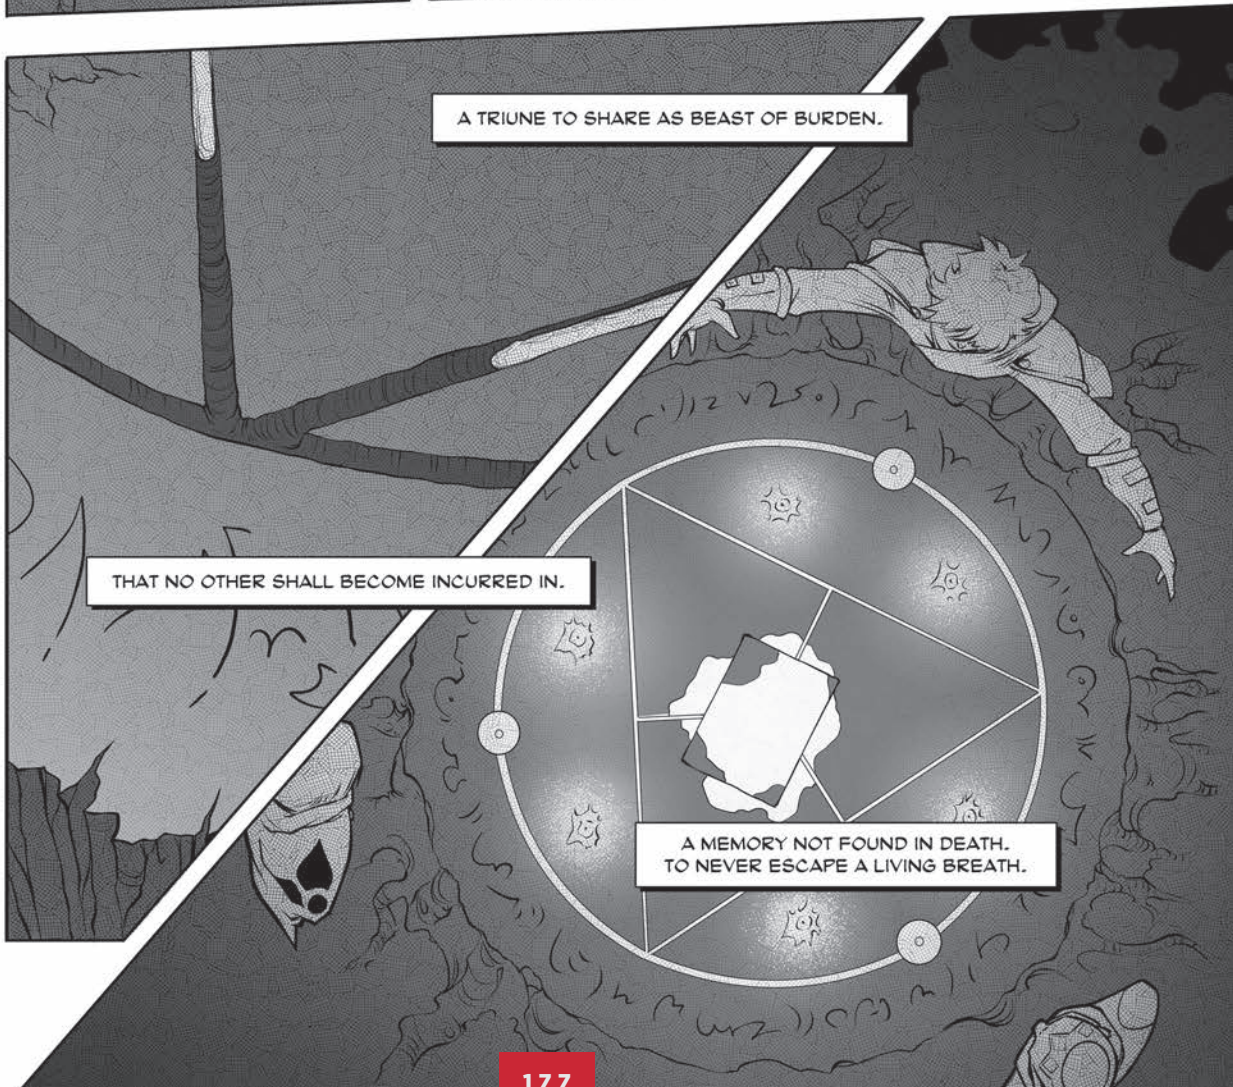 A TRIUNE TO SHARE AS BEAST OF BURDEN.
THAT NO OTHER SHALL BECOME INCURRED IN.
A MEMORY NOT FOUND IN DEATH.
TO NEVER ESCAPE A LIVING BREATH.
177